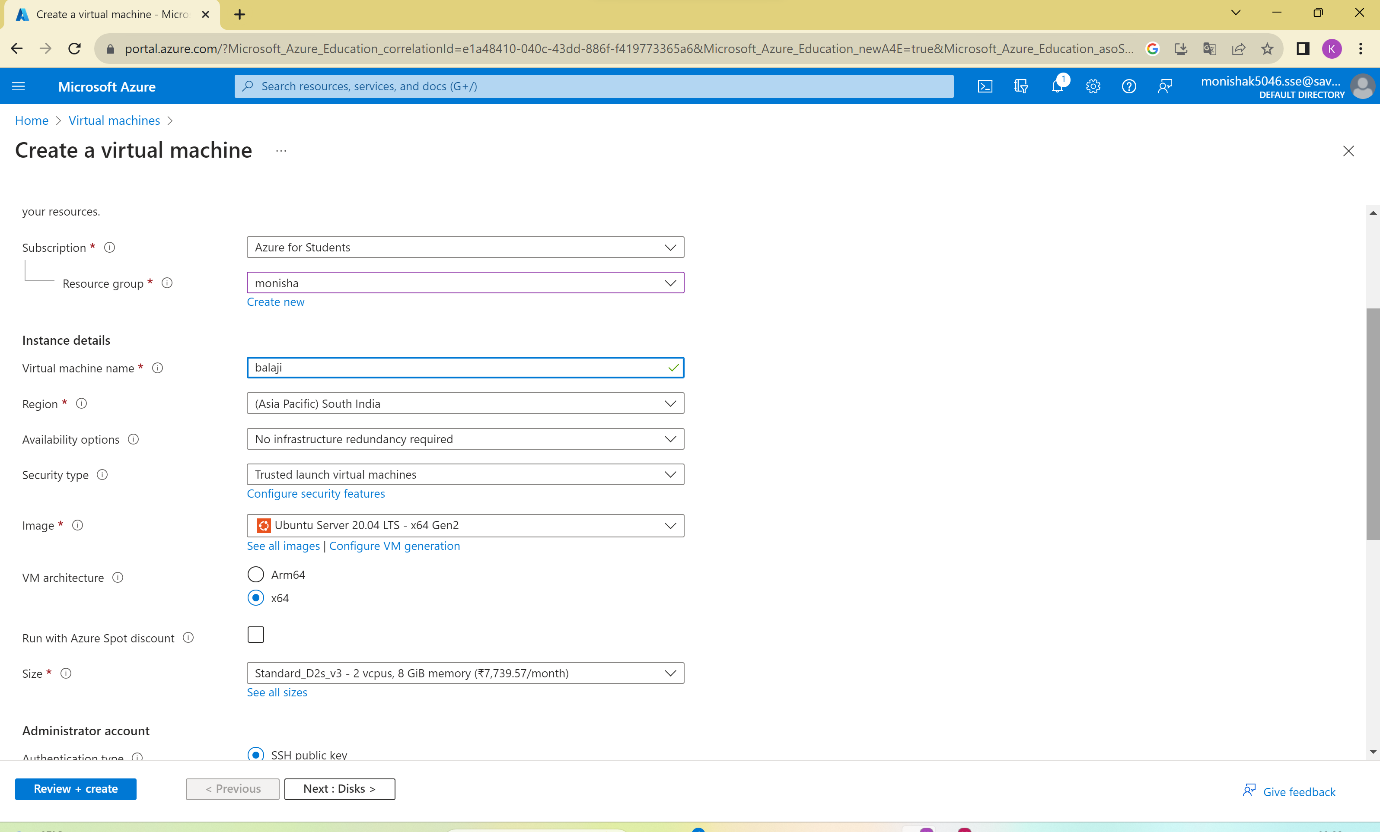 Create a virtual machine - Micro
portal.azure.com/?Microsoft_Azure_Education_correlationId=e1a48410-040c-43dd-886f-f419773365a6&Microsoft_Azure_Education_newA4E=true&Microsoft_Azure_Education_asoS...
K
Microsoft Azure
Search resources, services, and docs (G+/)
1
monishak5046.sse@sav...
DEFAULT DIRECTORY
Home > Virtual machines >
Create a virtual machine ...
your resources.
Subscription * Azure for Students
Resource group * monisha
Create new
Instance details
Virtual machine name * balaji
Region * (Asia Pacific) South India
Availability options No infrastructure redundancy required
Security type Trusted launch virtual machines
Configure security features
Image * Ubuntu Server 20.04 LTS - x64 Gen2
See all images | Configure VM generation
VM architecture Arm64
x64
Run with Azure Spot discount
Size * Standard_D2s_v3 - 2 vcpus, 8 GiB memory (₹7,739.57/month)
See all sizes
Administrator account
Authentication type SSH public key
Review + create < Previous Next : Disks > Give feedback